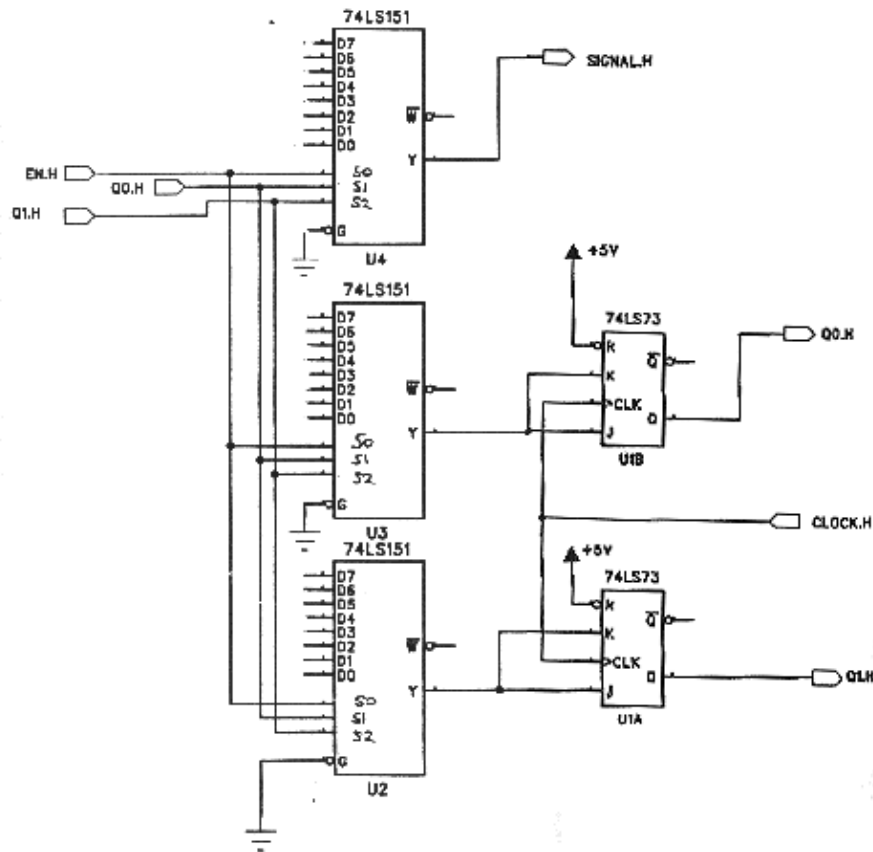 74LS151
D7
D6
D5
D4
D3
D2
D1
D0
W
Y
S0
S1
S2
G
U4
EN.H
Q0.H
Q1.H
SIGNAL.H
74LS151
D7
D6
D5
D4
D3
D2
D1
D0
W
Y
S0
S1
S2
G
U3
+5V
74LS73
R
K
CLK
J
Q
Q
U1B
Q0.H
CLOCK.H
74LS151
D7
D6
D5
D4
D3
D2
D1
D0
W
Y
S0
S1
S2
G
U2
+5V
74LS73
R
K
CLK
J
Q
Q
U1A
Q1.H